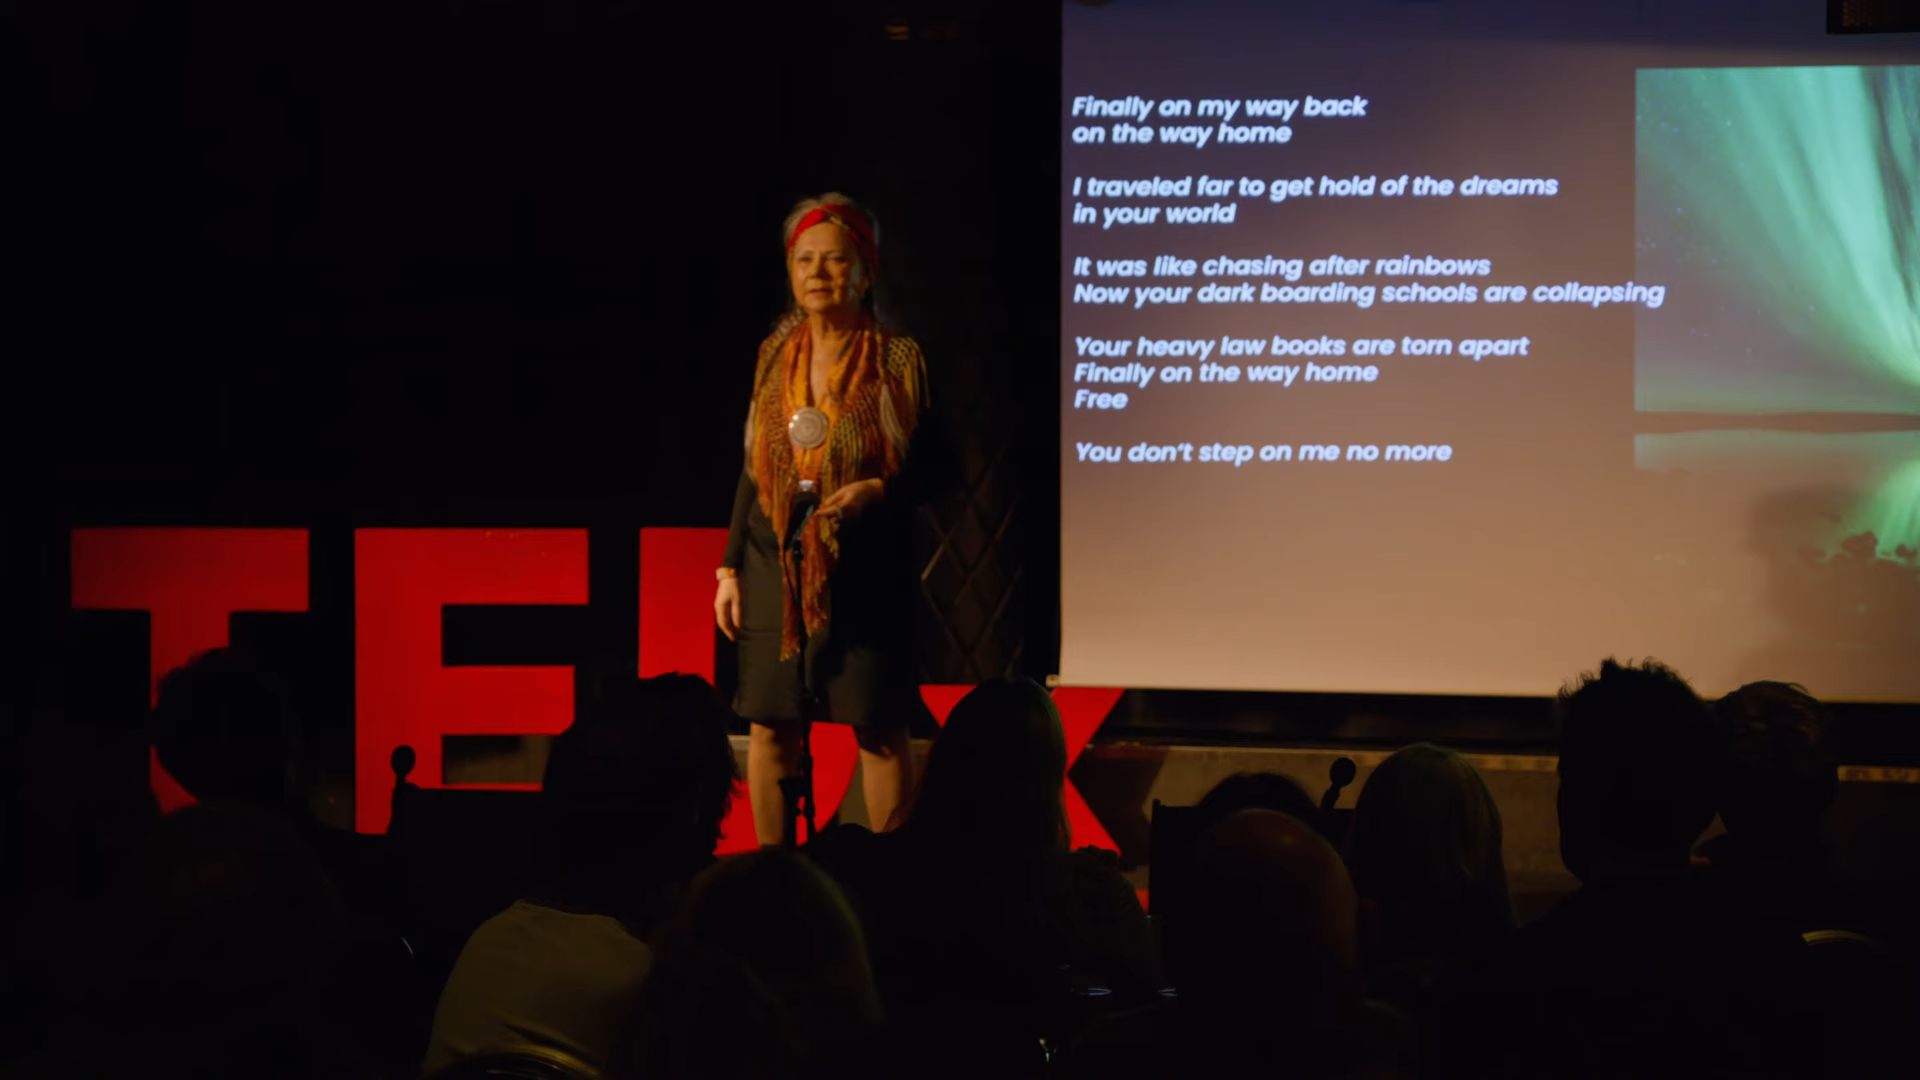 Finally on my way back
on the way home
I traveled far to get hold of the dreams
in your world
It was like chasing after rainbows
Now your dark boarding schools are collapsing
Your heavy law books are torn apart
Finally on the way home
Free
You don't step on me no more
TEDx